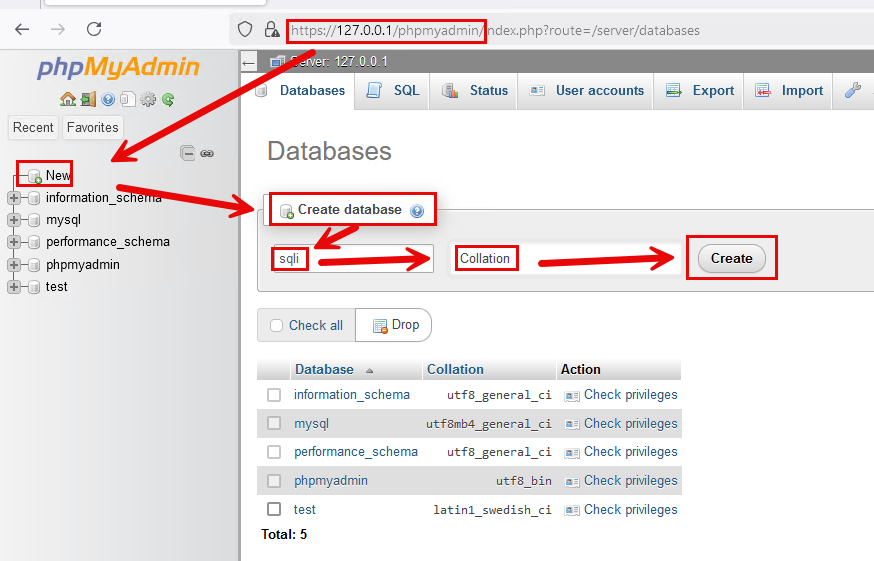 https://127.0.0.1/phpmyadmin/index.php?route=/server/databases
phpMyAdmin
Server: 127.0.0.1
Databases SQL Status User accounts Export Import
Recent Favorites
New
information_schema
mysql
performance_schema
phpmyadmin
test
Databases
Create database
sqli Collation Create
Check all Drop
Database Collation Action
information_schema utf8_general_ci Check privileges
mysql utf8mb4_general_ci Check privileges
performance_schema utf8_general_ci Check privileges
phpmyadmin utf8_bin Check privileges
test latin1_swedish_ci Check privileges
Total: 5